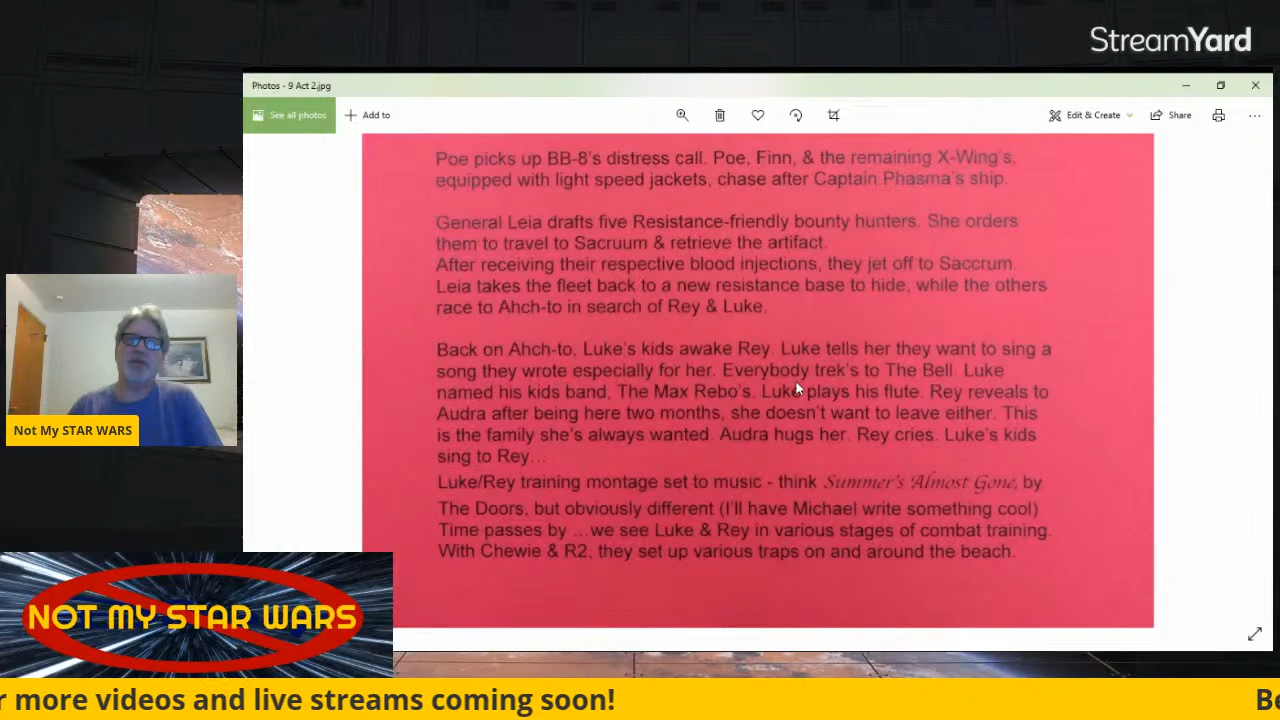 StreamYard
Photos - 9 Act 2.jpg
See all photos
Add to
Edit & Create
Share
Poe picks up BB-8's distress call. Poe, Finn, & the remaining X-Wing's,
equipped with light speed jackets, chase after Captain Phasma's ship.
General Leia drafts five Resistance-friendly bounty hunters. She orders
them to travel to Sacruum & retrieve the artifact.
After receiving their respective blood injections, they jet off to Saccrum.
Leia takes the fleet back to a new resistance base to hide, while the others
race to Ahch-to in search of Rey & Luke.
Back on Ahch-to, Luke's kids awake Rey. Luke tells her they want to sing a
song they wrote especially for her. Everybody trek's to The Bell. Luke
named his kids band, The Max Rebo's. Luke plays his flute. Rey reveals to
Audra after being here two months, she doesn't want to leave either. This
is the family she's always wanted. Audra hugs her. Rey cries. Luke's kids
sing to Rey...
Luke/Rey training montage set to music - think Summer's Almost Gone, by
The Doors, but obviously different (I'll have Michael write something cool)
Time passes by ...we see Luke & Rey in various stages of combat training.
With Chewie & R2, they set up various traps on and around the beach.
Not My STAR WARS
NOT MY STAR WARS
r more videos and live streams coming soon!
Be